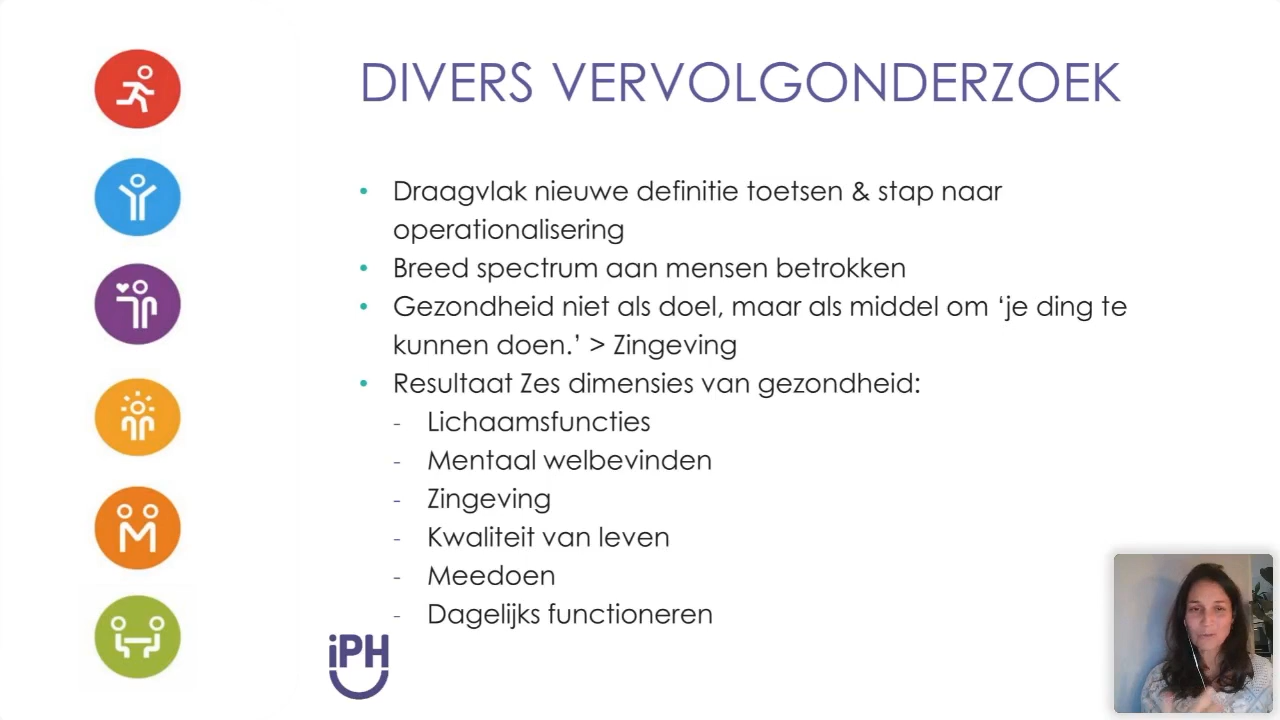 DIVERS VERVOLGONDERZOEK
• Draagvlak nieuwe definitie toetsen & stap naar
operationalisering
• Breed spectrum aan mensen betrokken
• Gezondheid niet als doel, maar als middel om ‘je ding te
kunnen doen.’ > Zingeving
• Resultaat Zes dimensies van gezondheid:
- Lichaamsfuncties
- Mentaal welbevinden
- Zingeving
- Kwaliteit van leven
- Meedoen
- Dagelijks functioneren
iPH